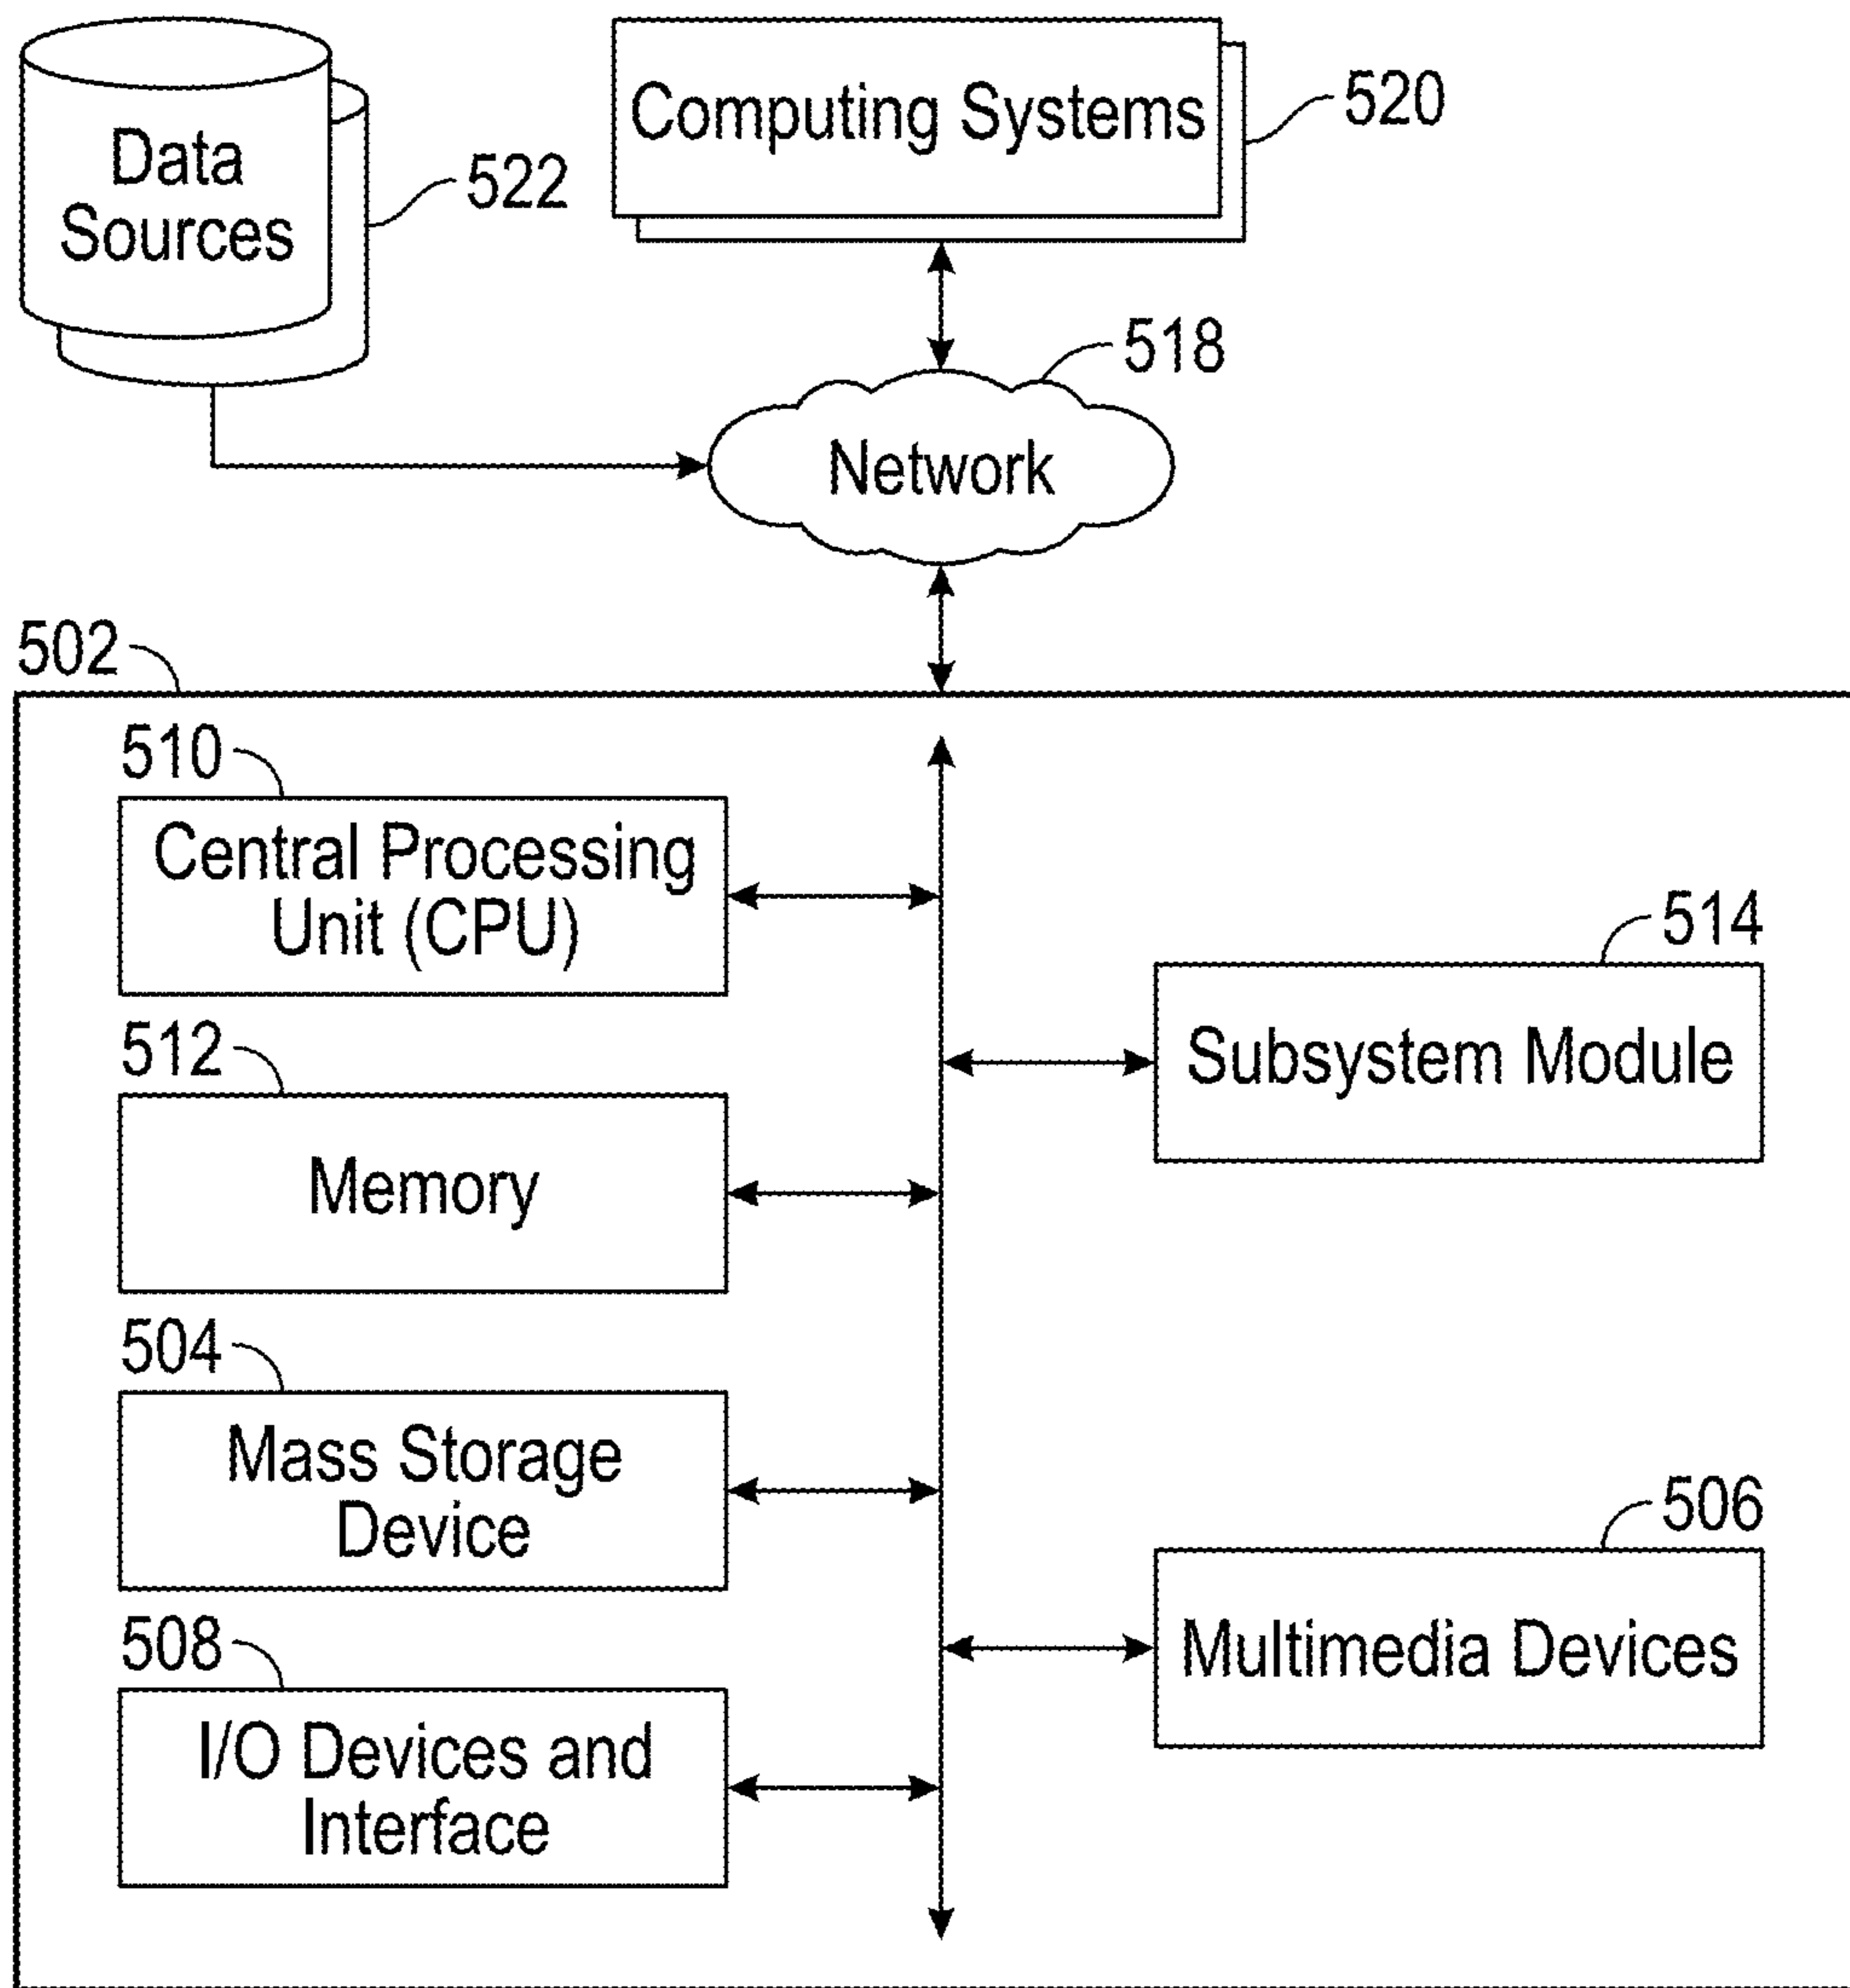 Data
Sources
522
Computing Systems
520
518
Network
502
510
Central Processing
Unit (CPU)
514
Subsystem Module
512
Memory
504
Mass Storage
Device
506
Multimedia Devices
508
I/O Devices and
Interface